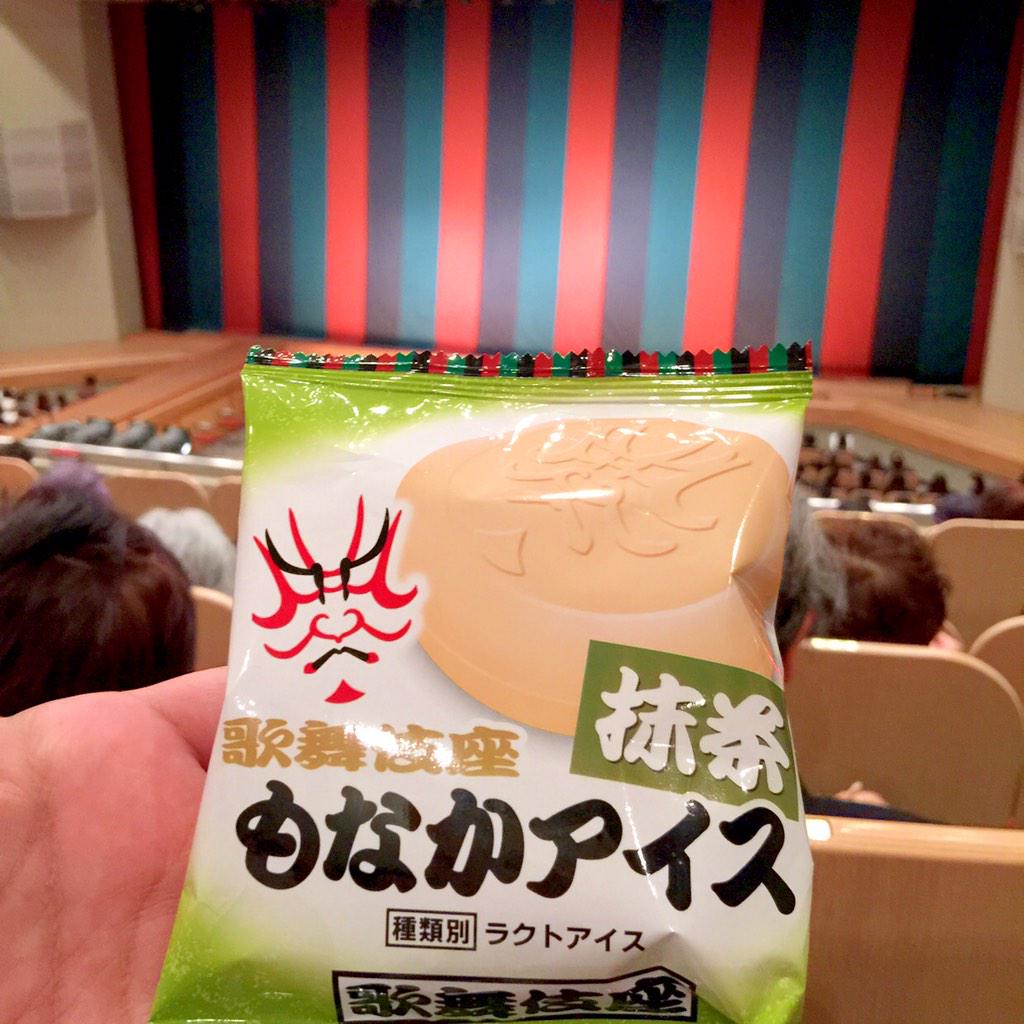 抹茶
歌舞伎座
もなかアイス
種類別 ラクトアイス
歌舞伎座